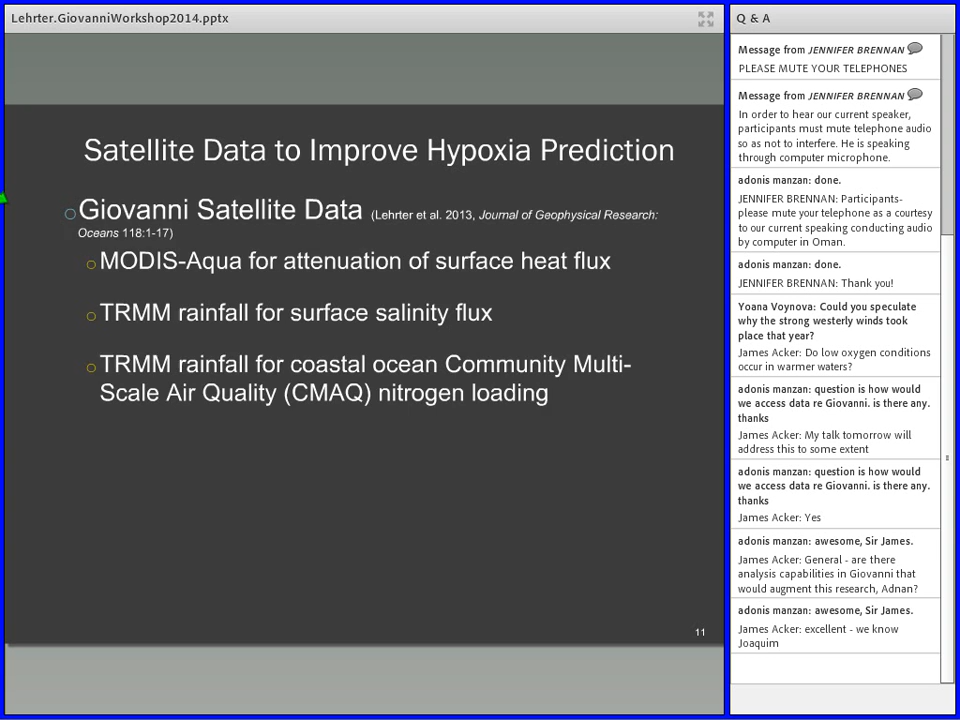 Lehrter.GiovanniWorkshop2014.pptx
Satellite Data to Improve Hypoxia Prediction
Giovanni Satellite Data (Lehrter et al. 2013, Journal of Geophysical Research:
Oceans 118:1-17)
MODIS-Aqua for attenuation of surface heat flux
TRMM rainfall for surface salinity flux
TRMM rainfall for coastal ocean Community Multi-
Scale Air Quality (CMAQ) nitrogen loading
11
Q & A
Message from JENNIFER BRENNAN
PLEASE MUTE YOUR TELEPHONES
Message from JENNIFER BRENNAN
In order to hear our current speaker,
participants must mute telephone audio
so as not to interfere. He is speaking
through computer microphone.
adonis manzan: done.
JENNIFER BRENNAN: Participants-
please mute your telephone as a courtesy
to our current speaking conducting audio
by computer in Oman.
adonis manzan: done.
JENNIFER BRENNAN: Thank you!
Yoana Voynova: Could you speculate
why the strong westerly winds took
place that year?
James Acker: Do low oxygen conditions
occur in warmer waters?
adonis manzan: question is how would
we access data re Giovanni. is there any.
thanks
James Acker: My talk tomorrow will
address this to some extent
adonis manzan: question is how would
we access data re Giovanni. is there any.
thanks
James Acker: Yes
adonis manzan: awesome, Sir James.
James Acker: General - are there
analysis capabilities in Giovanni that
would augment this research, Adnan?
adonis manzan: awesome, Sir James.
James Acker: excellent - we know
Joaquim